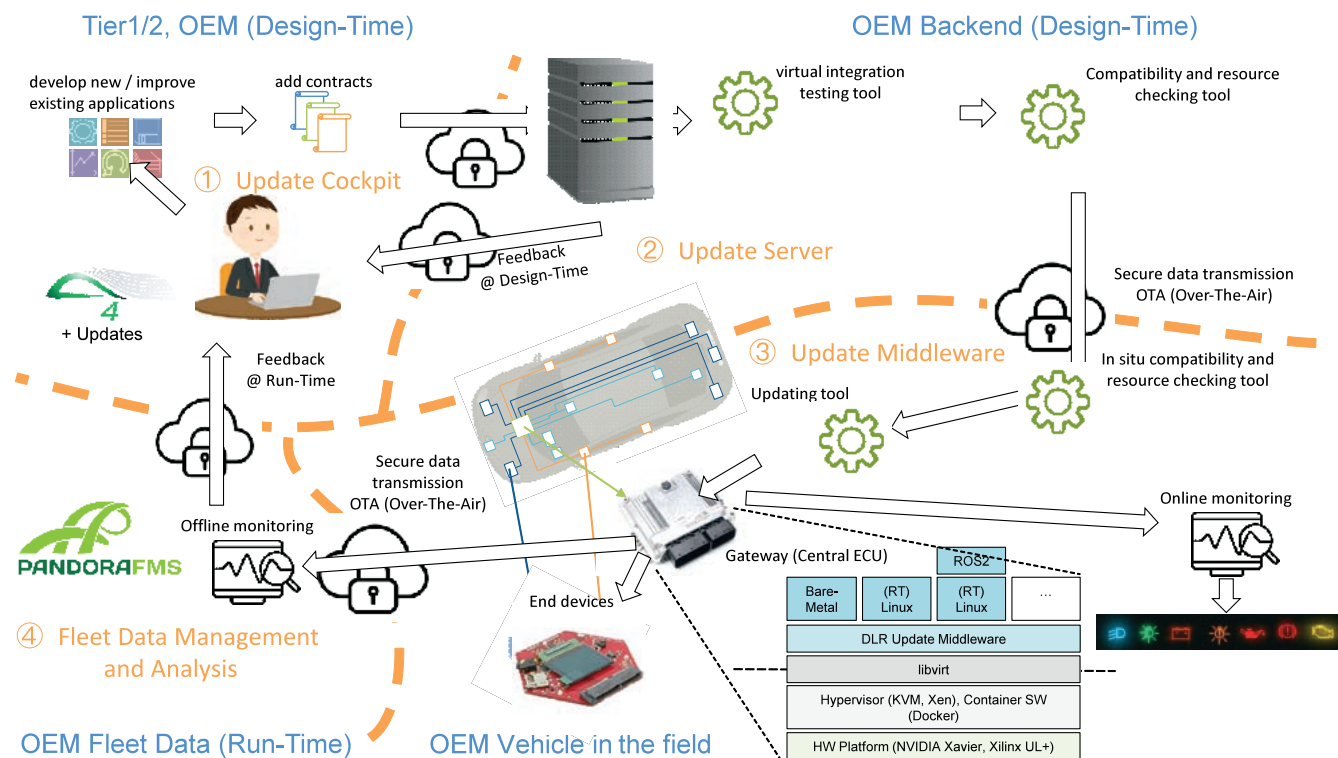 Tier1/2, OEM (Design-Time)
OEM Backend (Design-Time)
develop new / improve
existing applications
add contracts
virtual integration
testing tool
Compatibility and resource
checking tool
① Update Cockpit
Feedback
@ Design-Time
② Update Server
4
+ Updates
Feedback
@ Run-Time
Secure data transmission
OTA (Over-The-Air)
③ Update Middleware
In situ compatibility and
resource checking tool
Updating tool
Secure data
transmission
OTA (Over-The-Air)
PANDORAFMS
Offline monitoring
Online monitoring
Gateway (Central ECU)
End devices
ROS2
Bare-
Metal
(RT)
Linux
(RT)
Linux
...
DLR Update Middleware
libvirt
Hypervisor (KVM, Xen), Container SW
(Docker)
HW Platform (NVIDIA Xavier, Xilinx UL+)
④ Fleet Data Management
and Analysis
OEM Fleet Data (Run-Time)
OEM Vehicle in the field